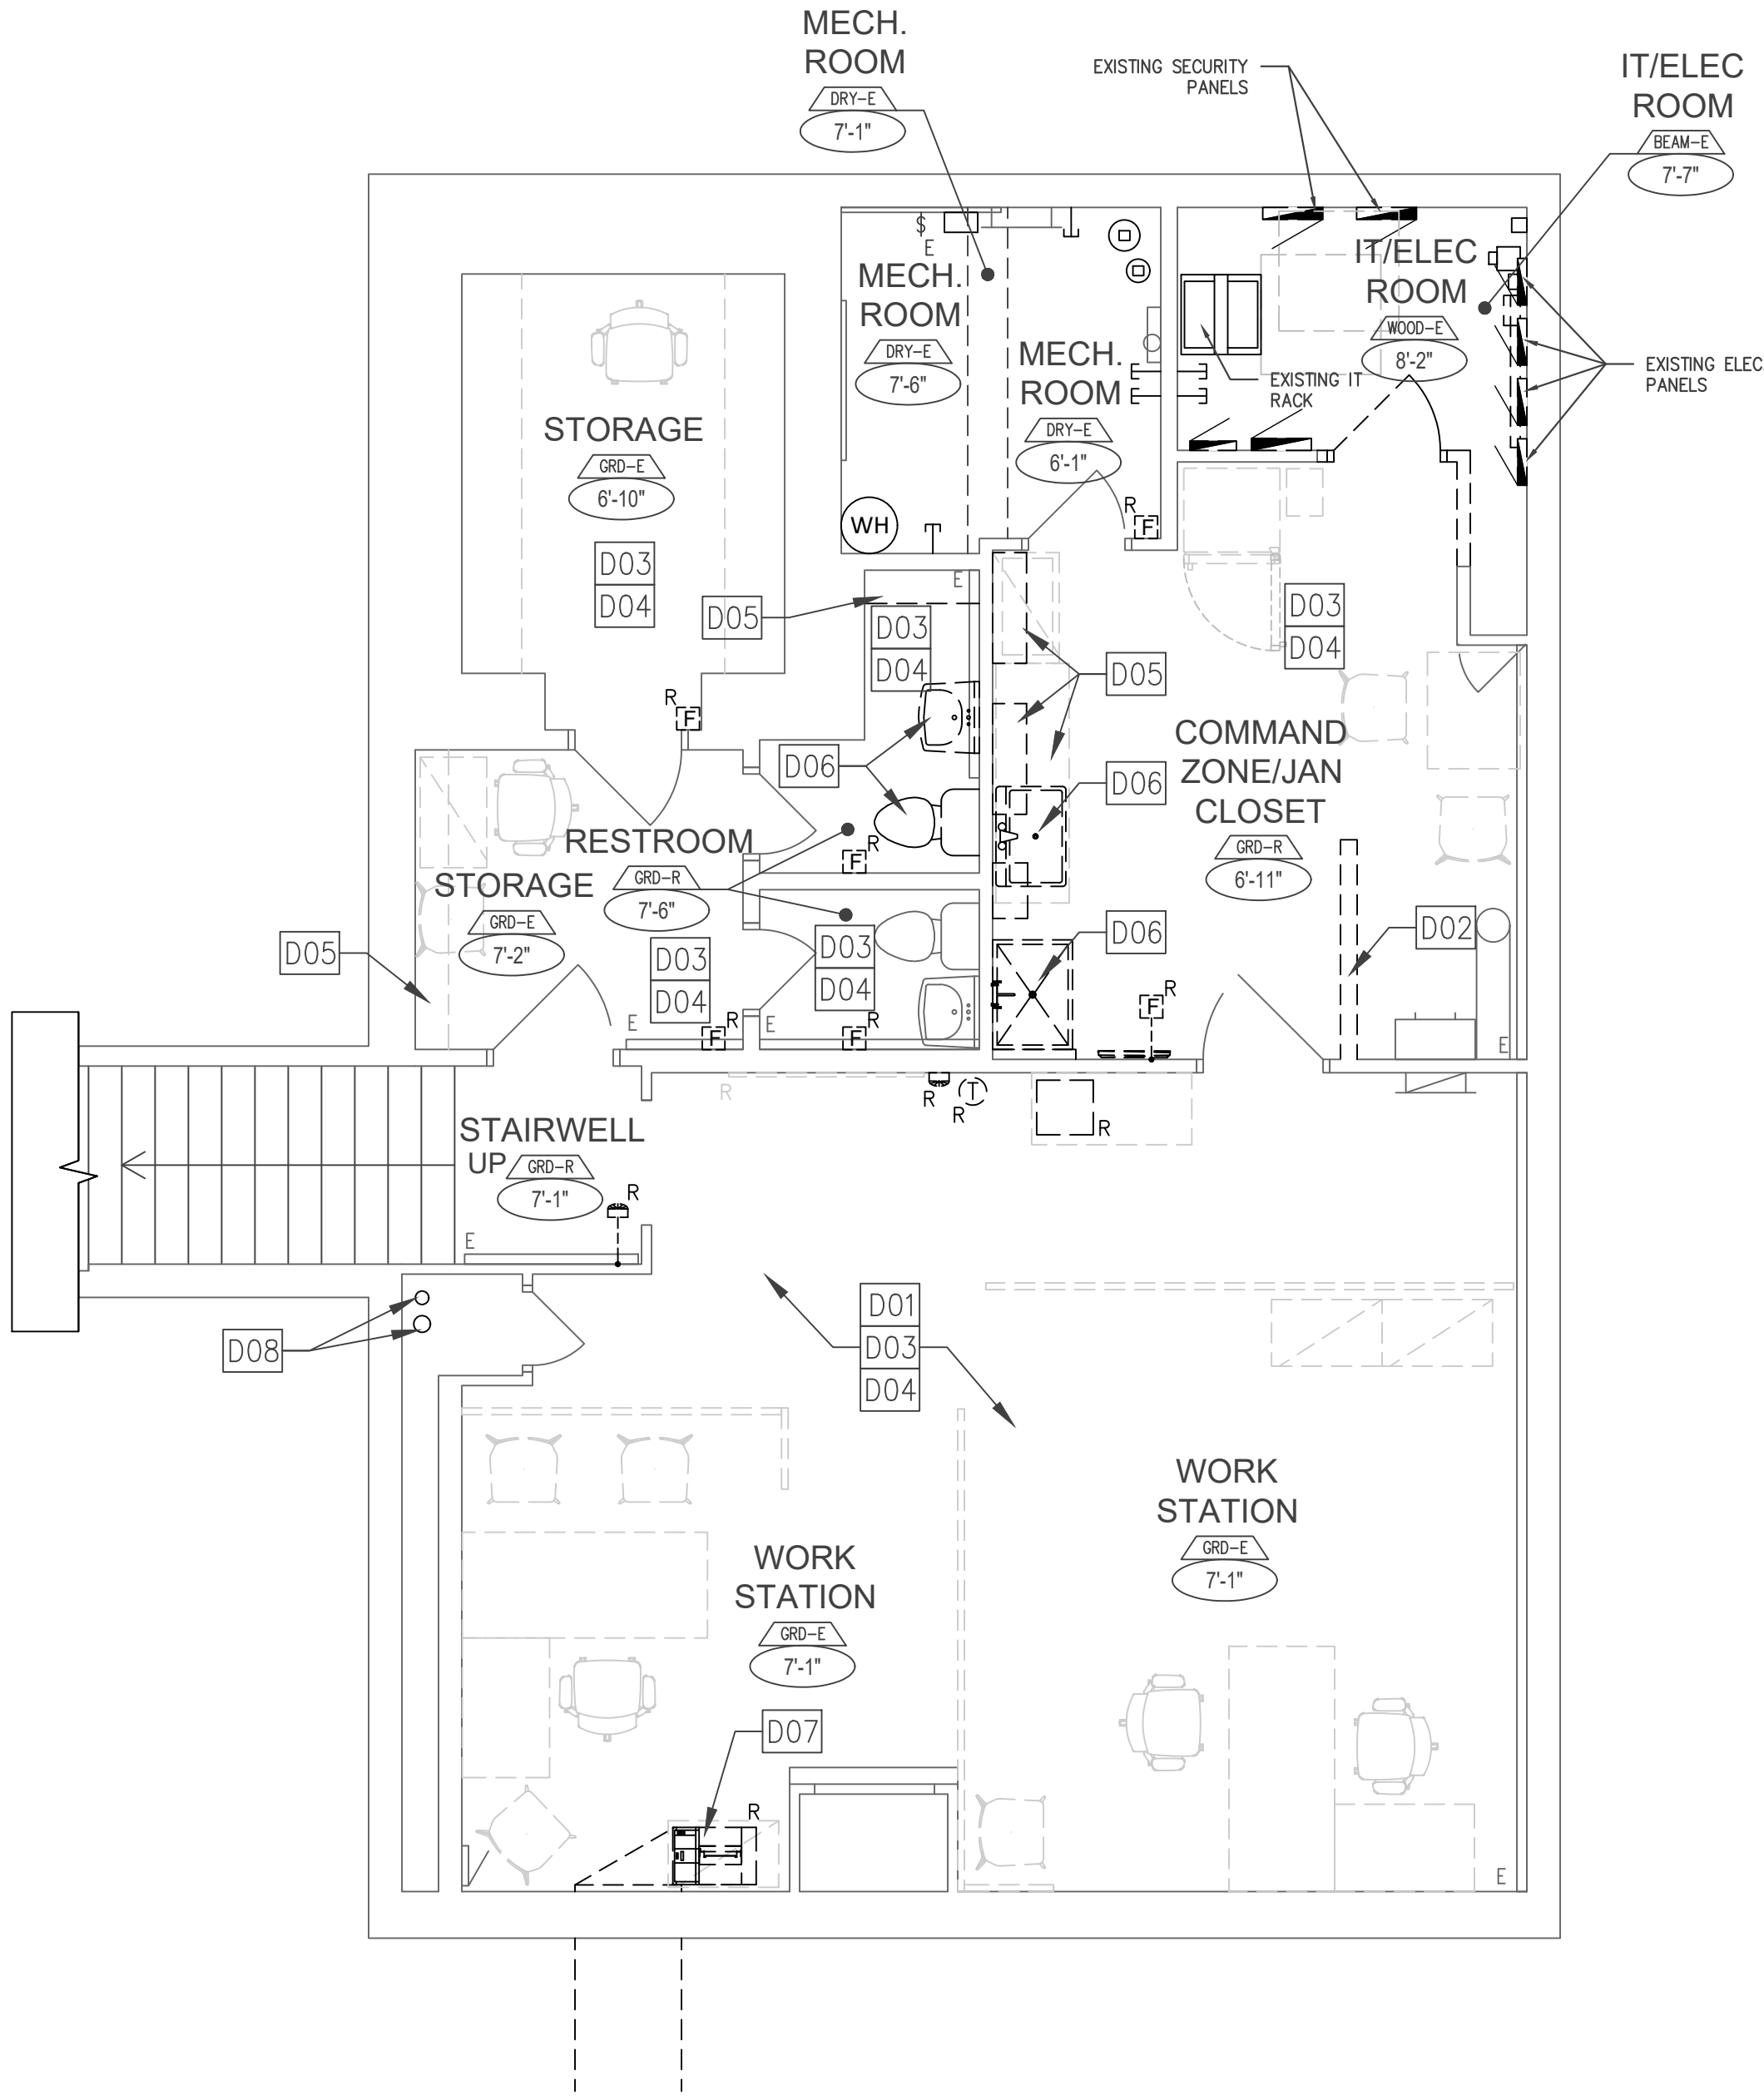 MECH.
ROOM
DRY-E
7'-1"
EXISTING SECURITY
PANELS
IT/ELEC
ROOM
BEAM-E
7'-7"
$
E
MECH.
ROOM
DRY-E
7'-6"
IT/ELEC
ROOM
WOOD-E
8'-2"
MECH.
ROOM
DRY-E
6'-1"
EXISTING IT
RACK
EXISTING ELEC
PANELS
STORAGE
GRD-E
6'-10"
D03
D04
WH
R
F
E
D05
D03
D04
D03
D04
D05
R
F
D06
COMMAND
ZONE/JAN
CLOSET
GRD-R
6'-11"
D06
RESTROOM
GRD-R
7'-6"
R
F
STORAGE
GRD-E
7'-2"
D05
D03
D04
D03
D04
D06
D02
E
R
F
E
R
F
R
F
E
R
R
R
T
R
STAIRWELL
UP
GRD-R
7'-1"
R
E
D08
D01
D03
D04
WORK
STATION
GRD-E
7'-1"
WORK
STATION
GRD-E
7'-1"
D07
R
E